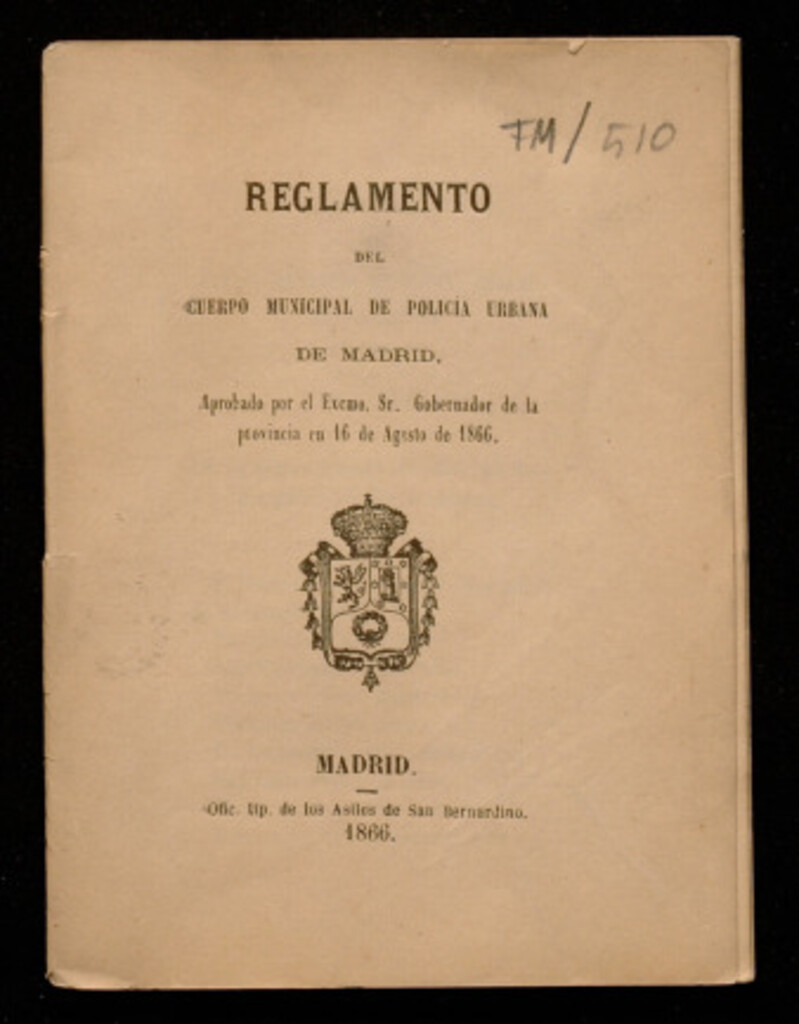 FM/510
REGLAMENTO
DEL
CUERPO MUNICIPAL DE POLICIA URBANA
DE MADRID,
Aprobado por el Excmo. Sr. Gobernador de la
provincia en 16 de Agosto de 1866.
MADRID.
Ofic. tip. de los Asilos de San Bernardino.
1866.